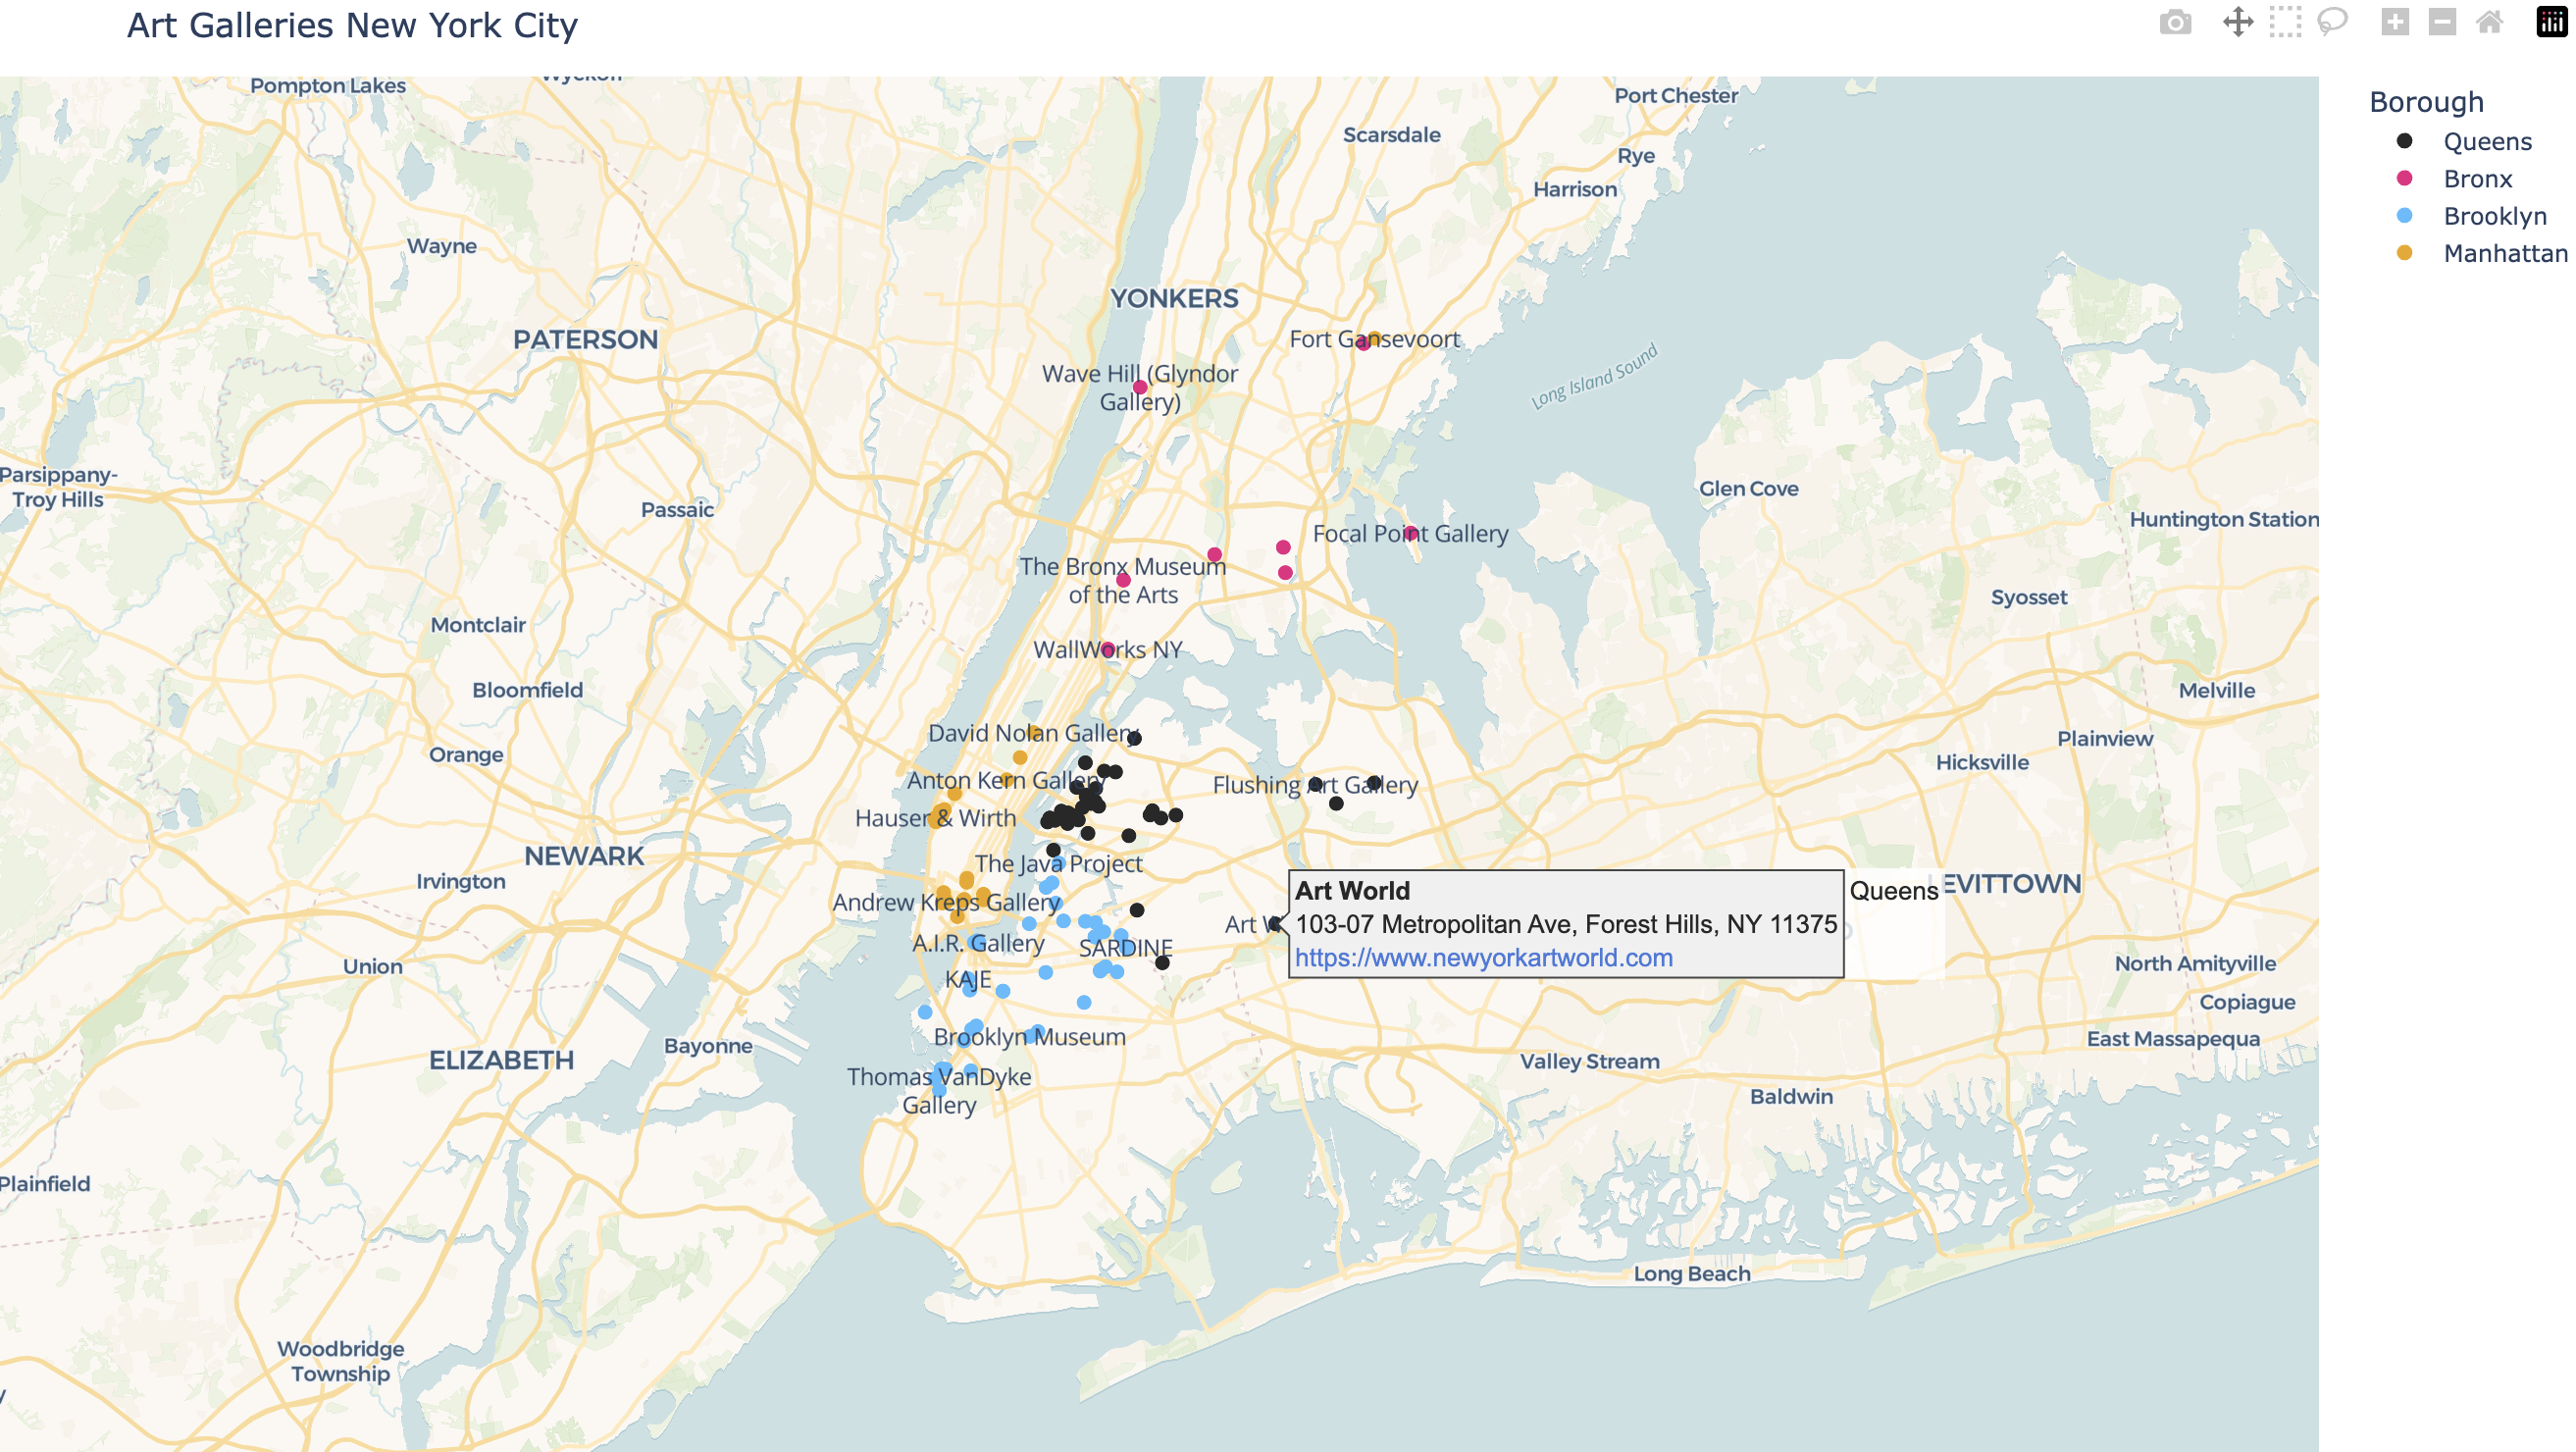 Art Galleries New York City
Pompton Lakes
Wyckoff
Port Chester
Scarsdale
Rye
Harrison
Borough
Queens
Bronx
Brooklyn
Manhattan
Wayne
YONKERS
PATERSON
Fort Gansevoort
Wave Hill (Glyndor
Gallery)
Long Island Sound
Parsippany-
Troy Hills
Passaic
Glen Cove
Huntington Station
Focal Point Gallery
The Bronx Museum
of the Arts
Syosset
Montclair
WallWorks NY
Bloomfield
Melville
David Nolan Gallery
Plainview
Orange
Hicksville
Anton Kern Gallery
Flushing Art Gallery
Hauser & Wirth
NEWARK
The Java Project
Irvington
EVITTOWN
Andrew Kreps Gallery
Art World
Queens
103-07 Metropolitan Ave, Forest Hills, NY 11375
https://www.newyorkartworld.com
Art W
A.I.R. Gallery
SARDINE
Union
KAJE
North Amityville
Copiague
Brooklyn Museum
East Massapequa
Bayonne
ELIZABETH
Valley Stream
Thomas VanDyke
Gallery
Baldwin
Plainfield
Long Beach
Woodbridge
Township